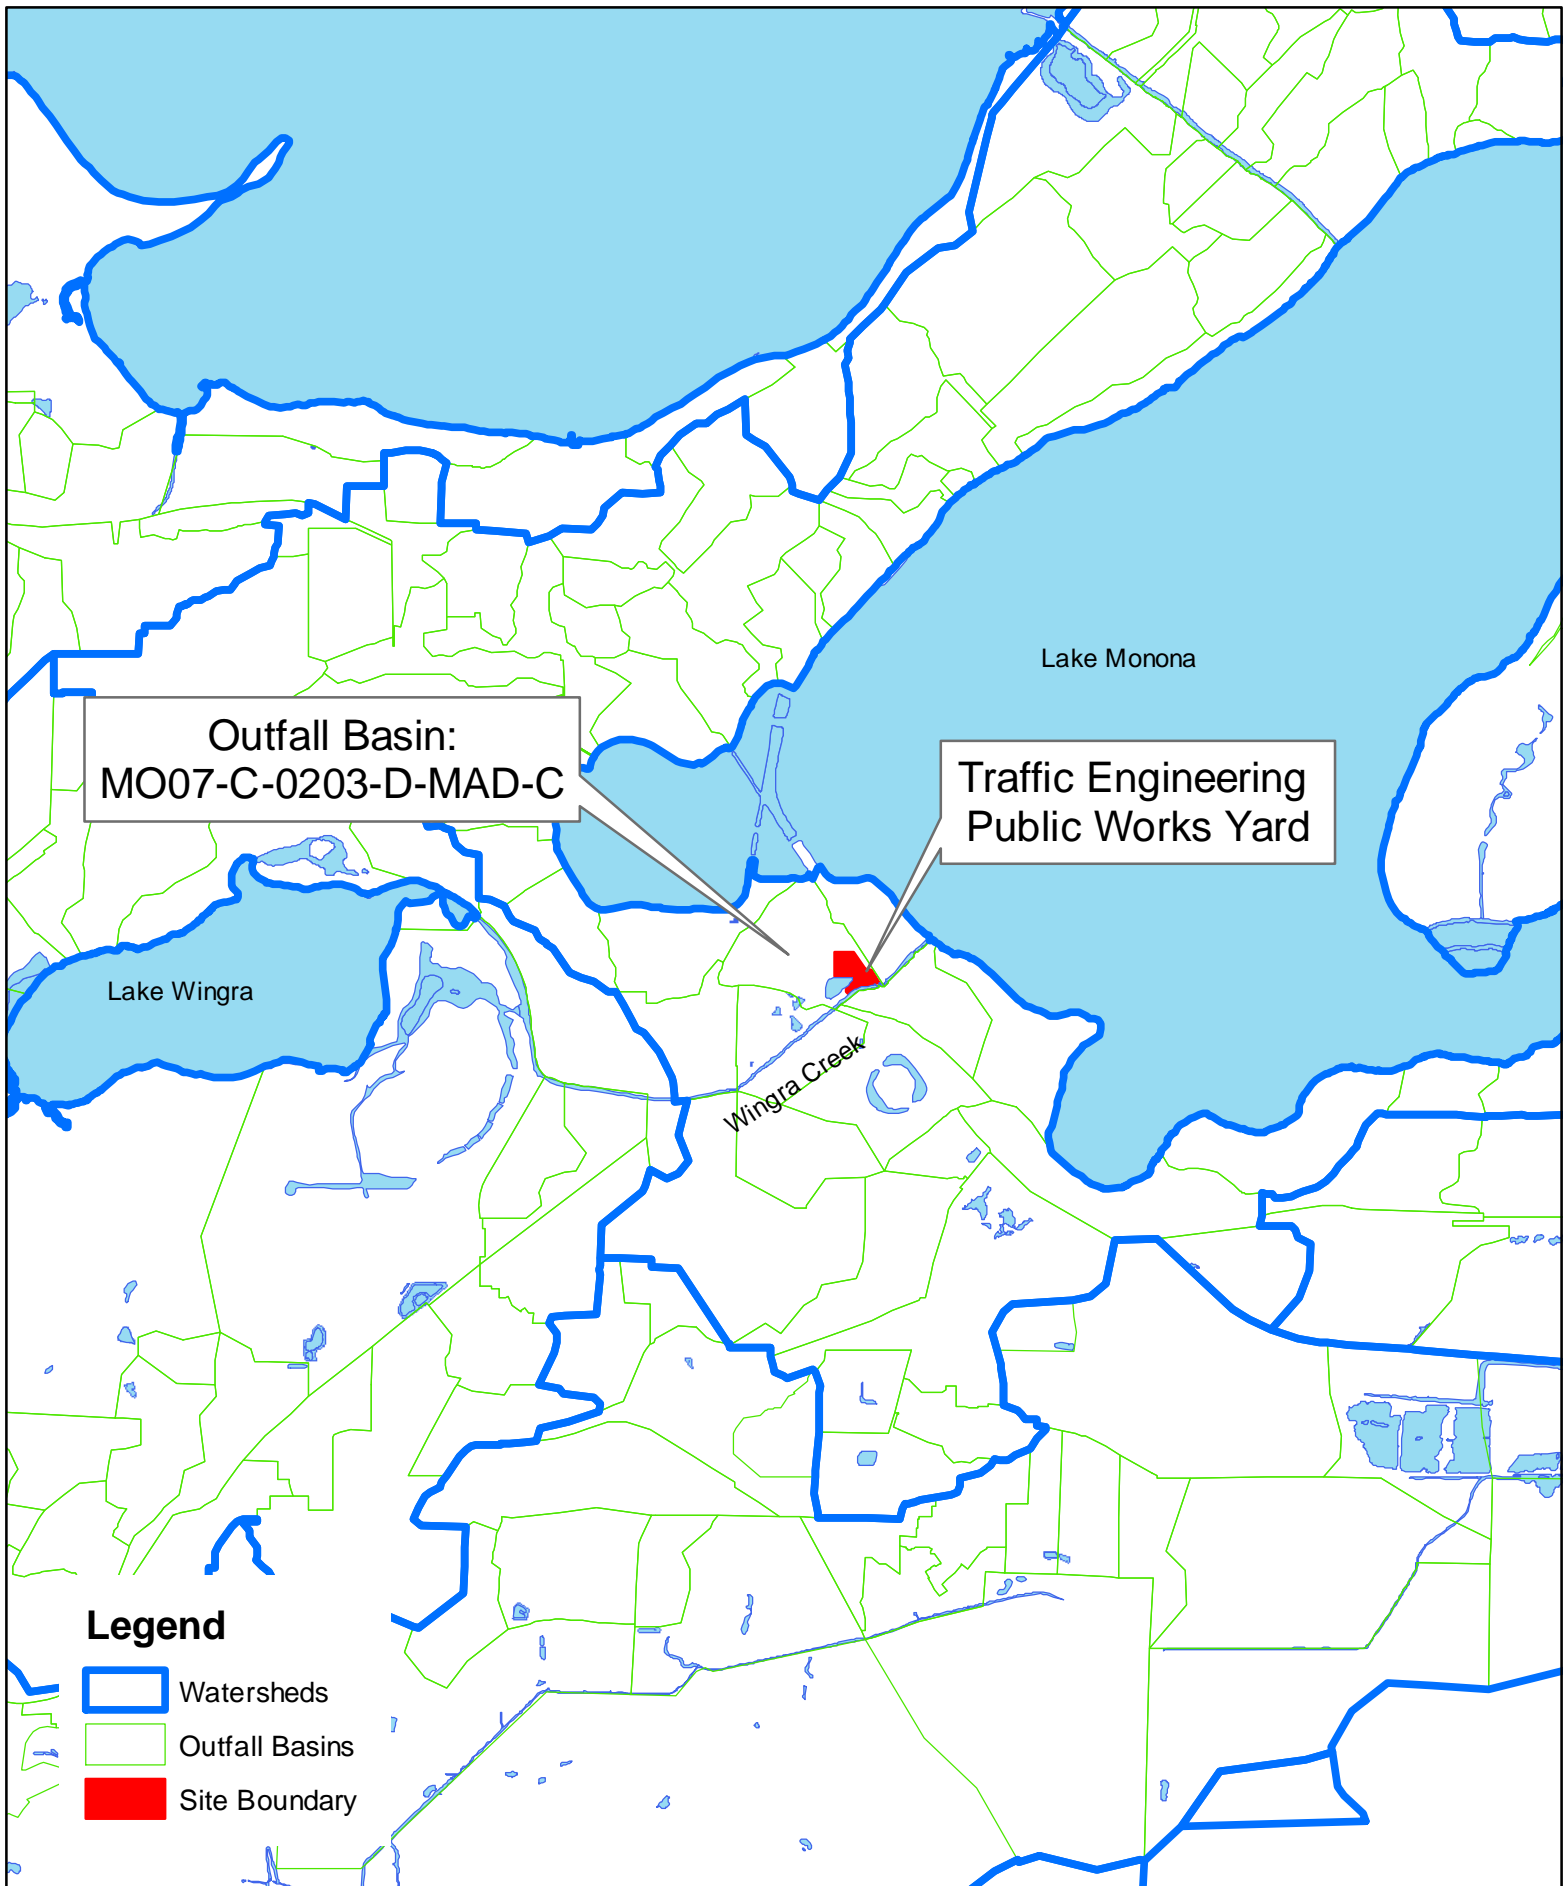 Lake Monona
Outfall Basin:
MO07-C-0203-D-MAD-C
Traffic Engineering
Public Works Yard
Lake Wingra
Wingra Creek
Legend
Watersheds
Outfall Basins
Site Boundary